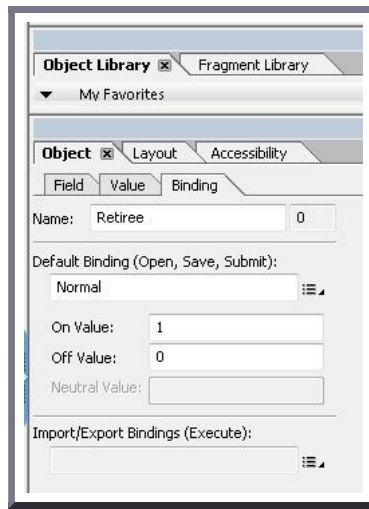 Object Library Fragment Library
My Favorites
Object Layout Accessibility
Field Value Binding
Name: Retiree 0
Default Binding (Open, Save, Submit):
Normal
On Value: 1
Off Value: 0
Neutral Value:
Import/Export Bindings (Execute):